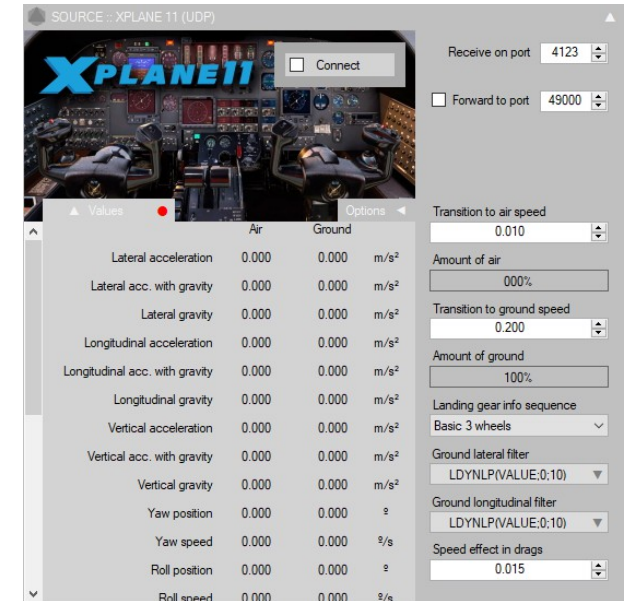 SOURCE :: XPLANE 11 (UDP)
XPLANE 11
Connect
Receive on port 4123
Forward to port 49000
Values
Options
Air Ground
Lateral acceleration 0.000 0.000 m/s²
Lateral acc. with gravity 0.000 0.000 m/s²
Lateral gravity 0.000 0.000 m/s²
Longitudinal acceleration 0.000 0.000 m/s²
Longitudinal acc. with gravity 0.000 0.000 m/s²
Longitudinal gravity 0.000 0.000 m/s²
Vertical acceleration 0.000 0.000 m/s²
Vertical acc. with gravity 0.000 0.000 m/s²
Vertical gravity 0.000 0.000 m/s²
Yaw position 0.000 0.000 º
Yaw speed 0.000 0.000 º/s
Roll position 0.000 0.000 º
Roll speed 0.000 0.000 º/s
Transition to air speed
0.010
Amount of air
000%
Transition to ground speed
0.200
Amount of ground
100%
Landing gear info sequence
Basic 3 wheels
Ground lateral filter
LDYNLP(VALUE;0;10)
Ground longitudinal filter
LDYNLP(VALUE;0;10)
Speed effect in drags
0.015